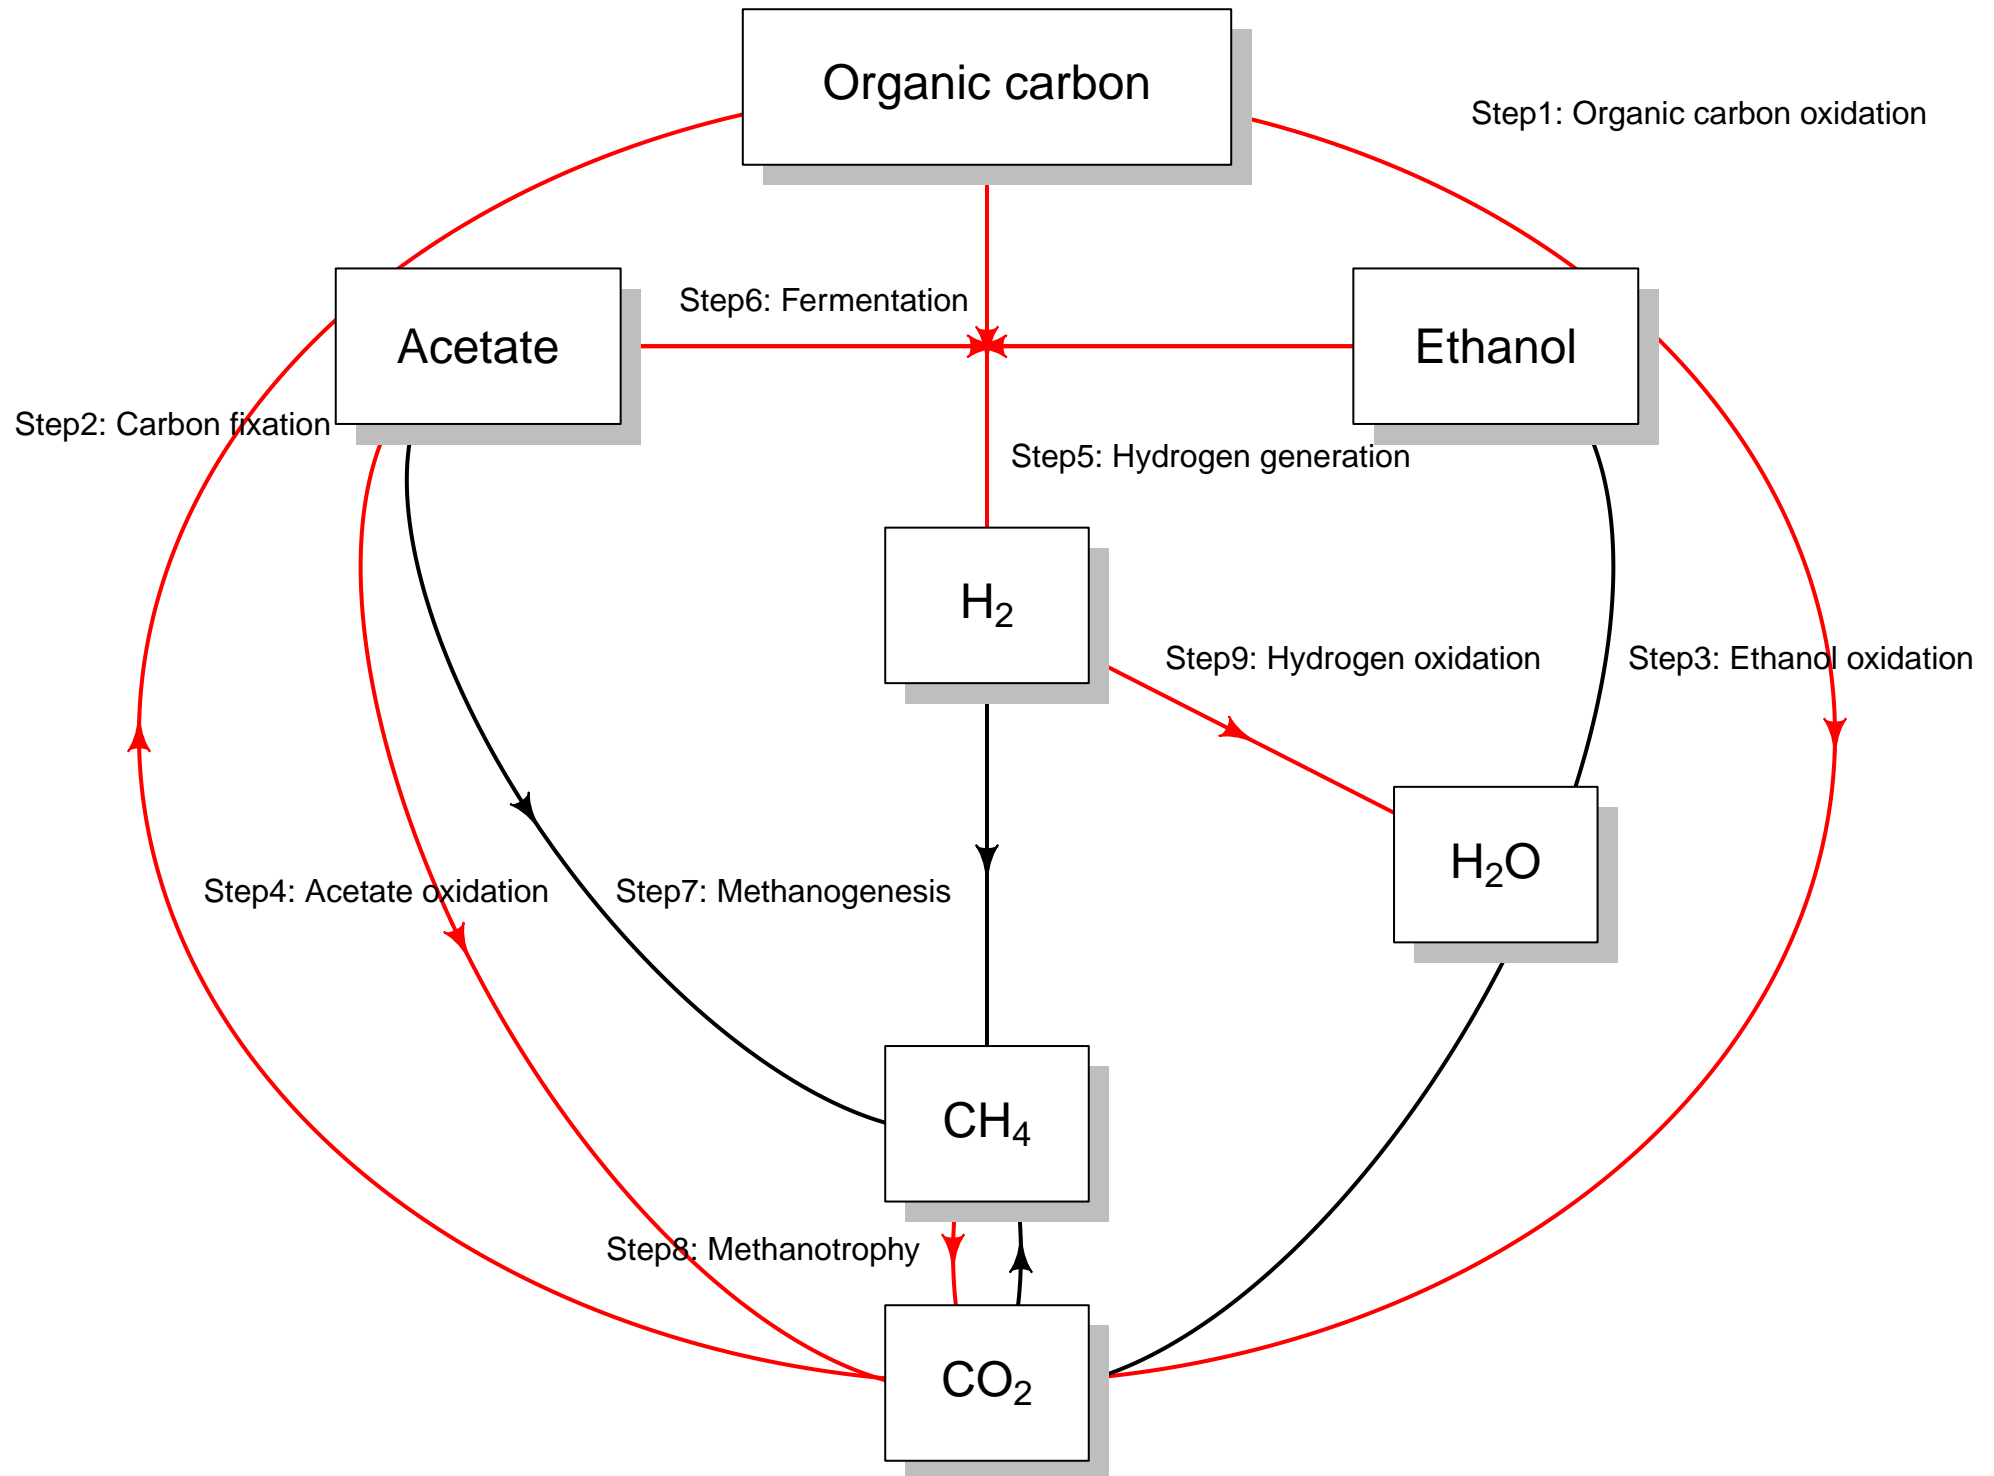 Organic carbon
Step1: Organic carbon oxidation
Step6: Fermentation
Acetate
Ethanol
Step2: Carbon fixation
Step5: Hydrogen generation
H₂
Step9: Hydrogen oxidation
Step3: Ethanol oxidation
H₂O
Step4: Acetate oxidation
Step7: Methanogenesis
CH₄
Step8: Methanotrophy
CO₂